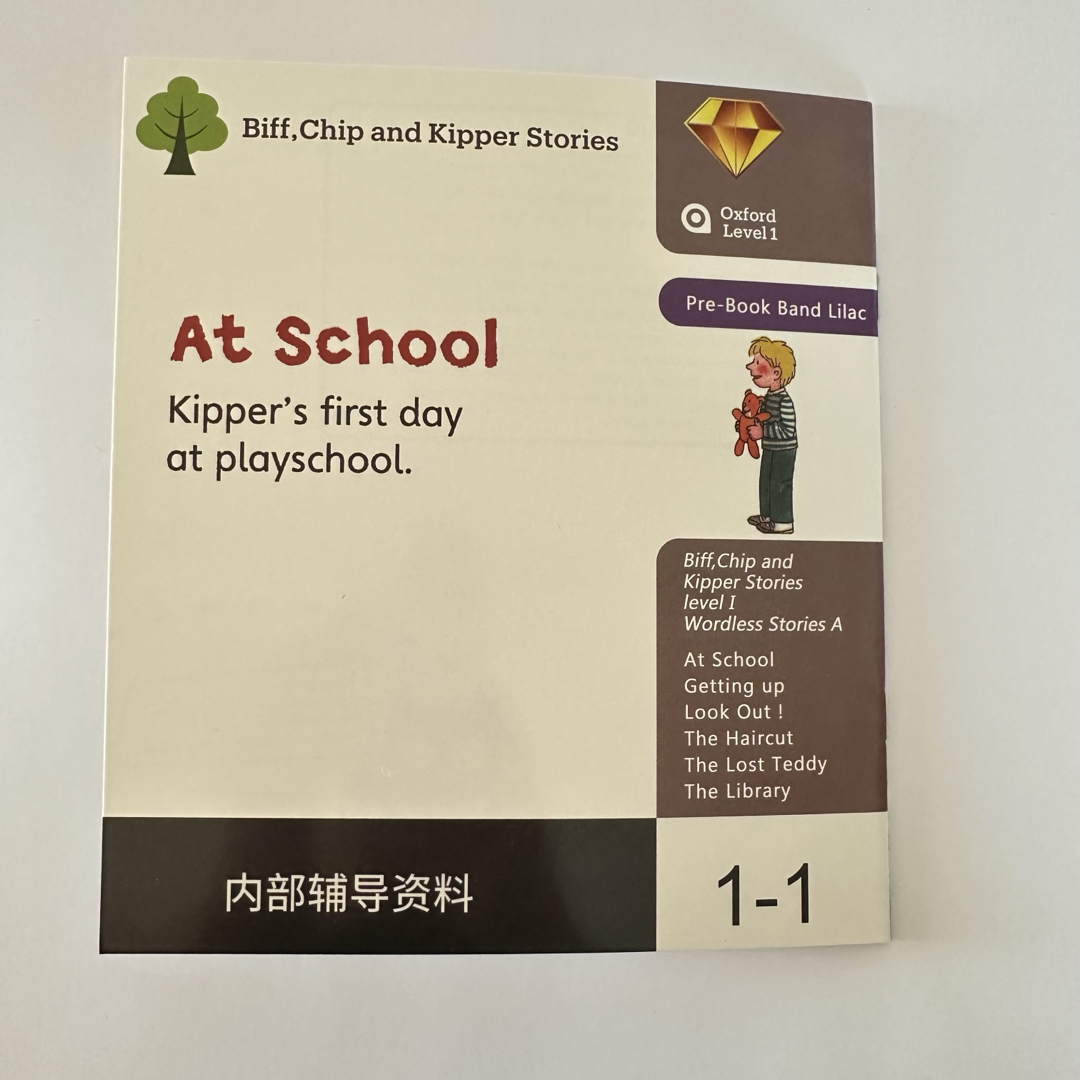 Biff,Chip and Kipper Stories
Oxford
Level 1
Pre-Book Band Lilac
At School
Kipper's first day
at playschool.
Biff,Chip and
Kipper Stories
level I
Wordless Stories A
At School
Getting up
Look Out !
The Haircut
The Lost Teddy
The Library
内部辅导资料
1-1